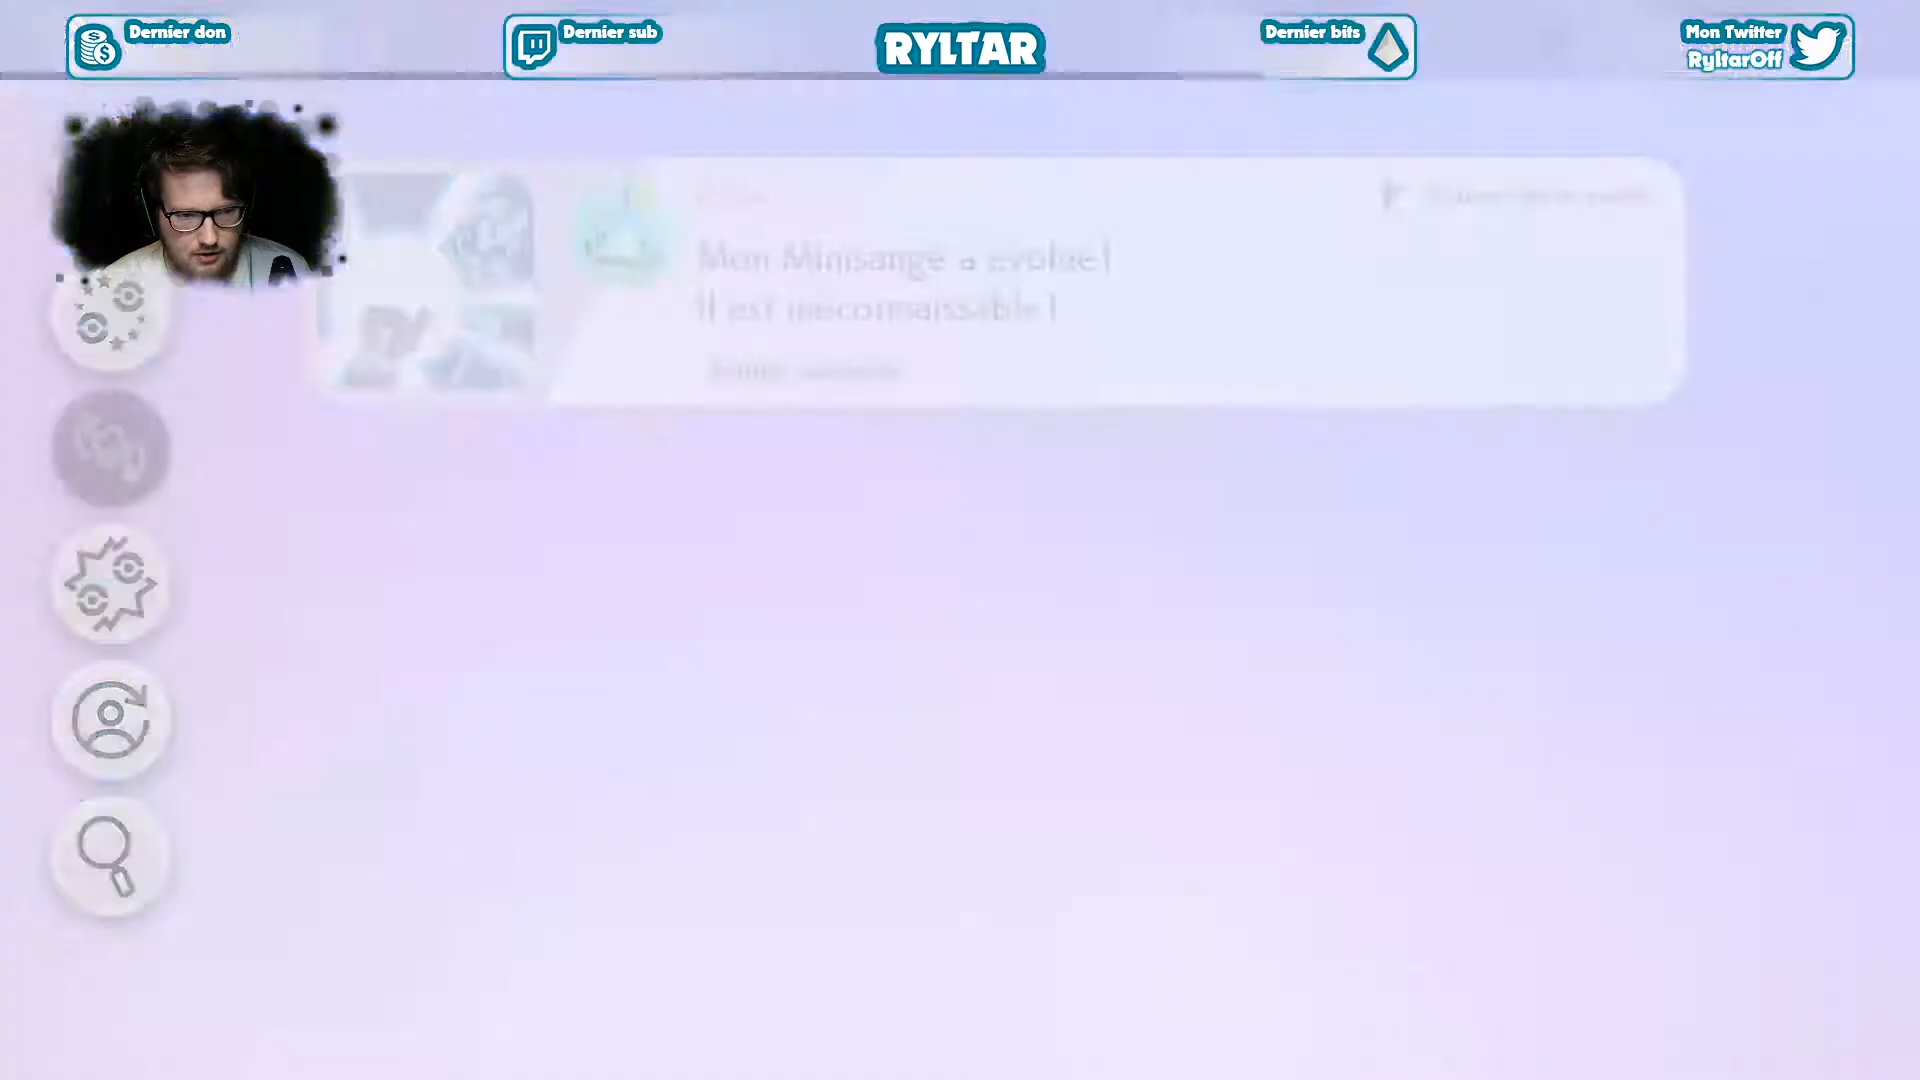 Dernier don
Dernier sub
RYLTAR
Dernier bits
Mon Twitter
RyltarOff
Mon Minisange a évolué!
Il est méconnaissable!